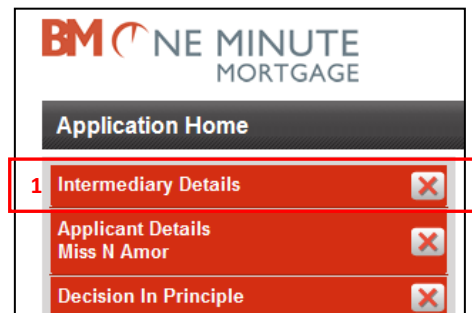 BM ONE MINUTE
MORTGAGE
Application Home
1 Intermediary Details
Applicant Details
Miss N Amor
Decision In Principle